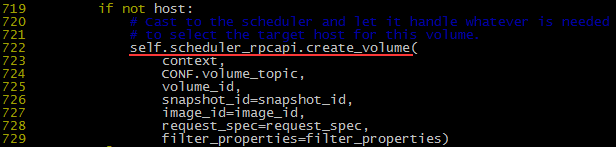 719         if not host:
720             # Cast to the scheduler and let it handle whatever is needed
721             # to select the target host for this volume.
722             self.scheduler_rpcapi.create_volume(
723                 context,
724                 CONF.volume_topic,
725                 volume_id,
726                 snapshot_id=snapshot_id,
727                 image_id=image_id,
728                 request_spec=request_spec,
729                 filter_properties=filter_properties)